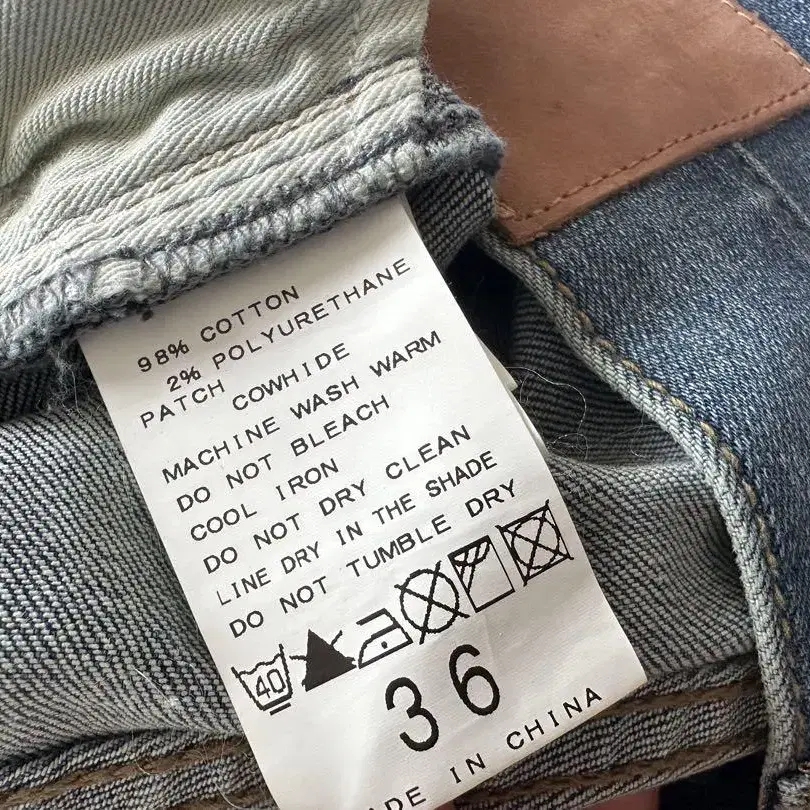 98% COTTON
2% POLYURETHANE
PATCH COWHIDE
MACHINE WASH WARM
DO NOT BLEACH
COOL IRON
DO NOT DRY CLEAN
LINE DRY IN THE SHADE
DO NOT TUMBLE DRY
40
36
ADE IN CHINA